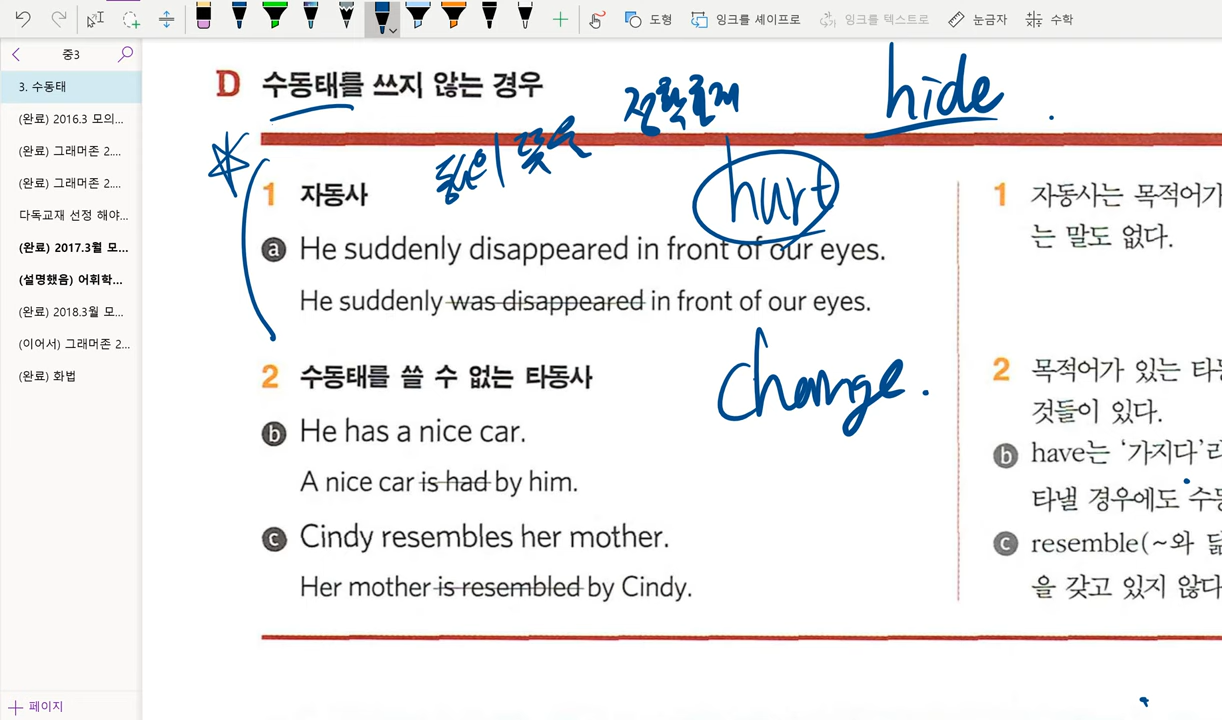 도형
잉크를 셰이프로
잉크를 텍스트로
눈금자
수학
중3
3. 수동태
(완료) 2016.3 모의...
(완료) 그래머존 2....
(완료) 그래머존 2....
다독교재 선정 해야...
(완료) 2017.3월 모...
(설명했음) 어휘학...
(완료) 2018.3월 모...
(이어서) 그래머존 2...
(완료) 화법
페이지
D 수동태를 쓰지 않는 경우
hide
hurt
1 자동사
a He suddenly disappeared in front of our eyes.
He suddenly was disappeared in front of our eyes.
change.
2 수동태를 쓸 수 없는 타동사
b He has a nice car.
A nice car is had by him.
c Cindy resembles her mother.
Her mother is resembled by Cindy.
1 자동사는 목적어가
는 말도 없다.
2 목적어가 있는 타동
것들이 있다.
b have는 '가지다'라
타낼 경우에도 수동
c resemble(~와 닮
을 갖고 있지 않다